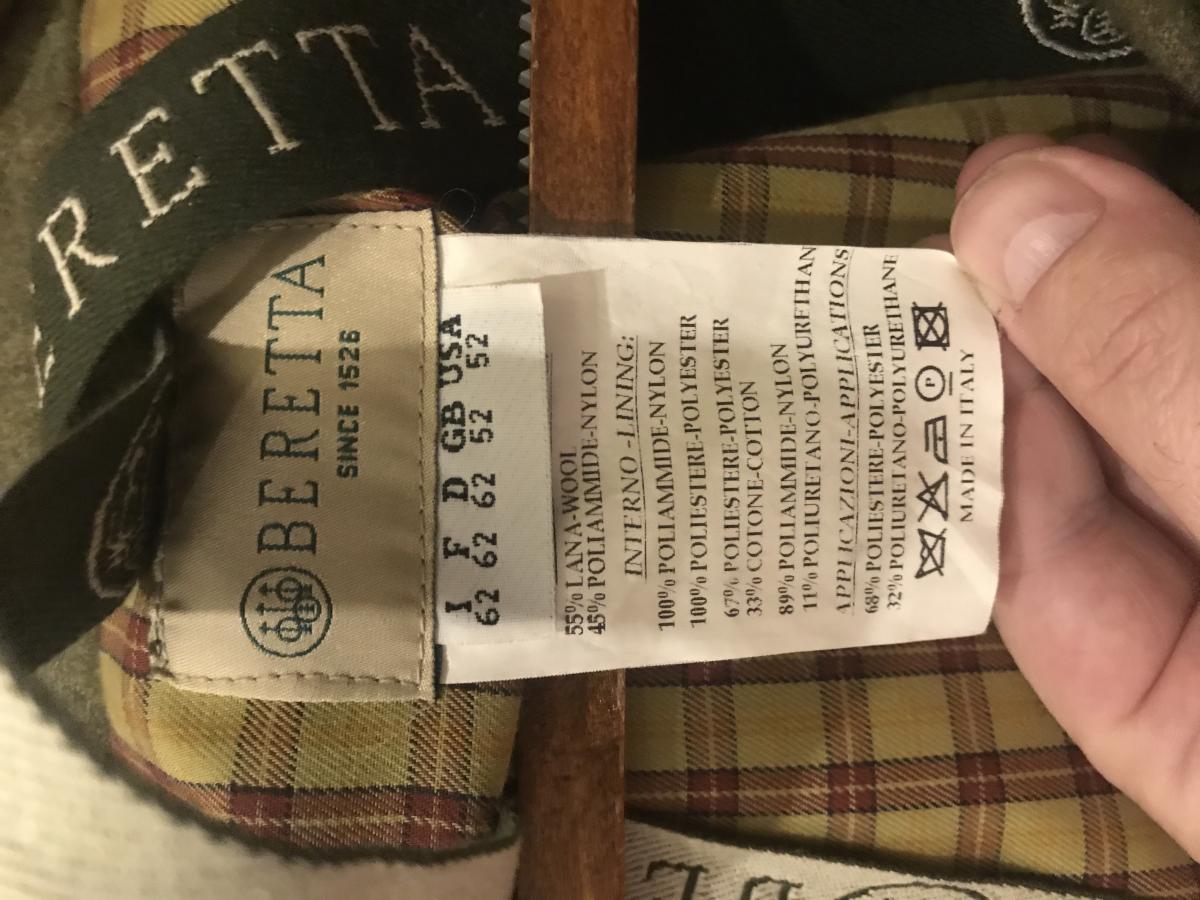 RETTA
BERETTA
SINCE 1526
I F D GB USA
62 62 62 52 52
55% LANA-WOOL
45% POLIAMMIDE-NYLON
INTERNO -LINING:
100% POLIAMMIDE-NYLON
100% POLIESTERE-POLYESTER
67% POLIESTERE-POLYESTER
33% COTONE-COTTON
89% POLIAMMIDE-NYLON
11% POLIURETANO-POLYURETHAN
APPLICAZIONI-APPLICATIONS
68% POLIESTERE-POLYESTER
32% POLIURETANO-POLYURETHANE
P
MADE IN ITALY